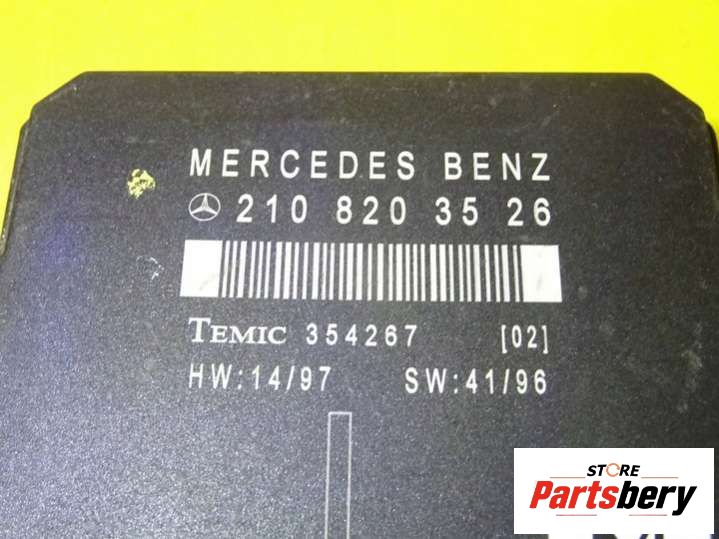 MERCEDES BENZ
210 820 35 26
TEMIC 354267 [02]
HW:14/97 SW:41/96
STORE
Partsbery